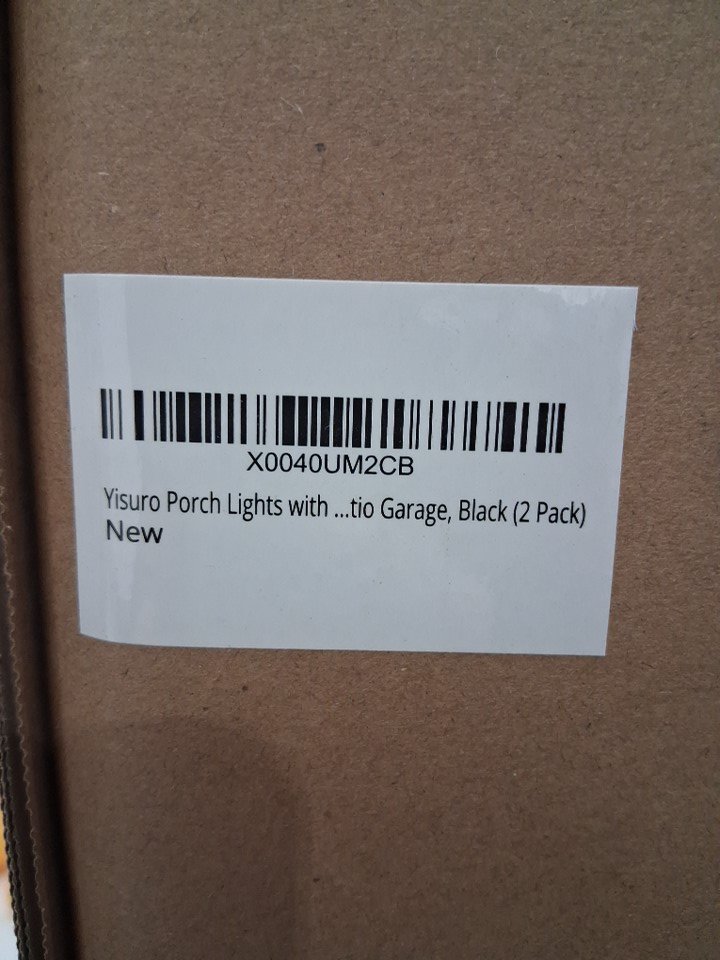 X0040UM2CB
Yisuro Porch Lights with ...tio Garage, Black (2 Pack)
New